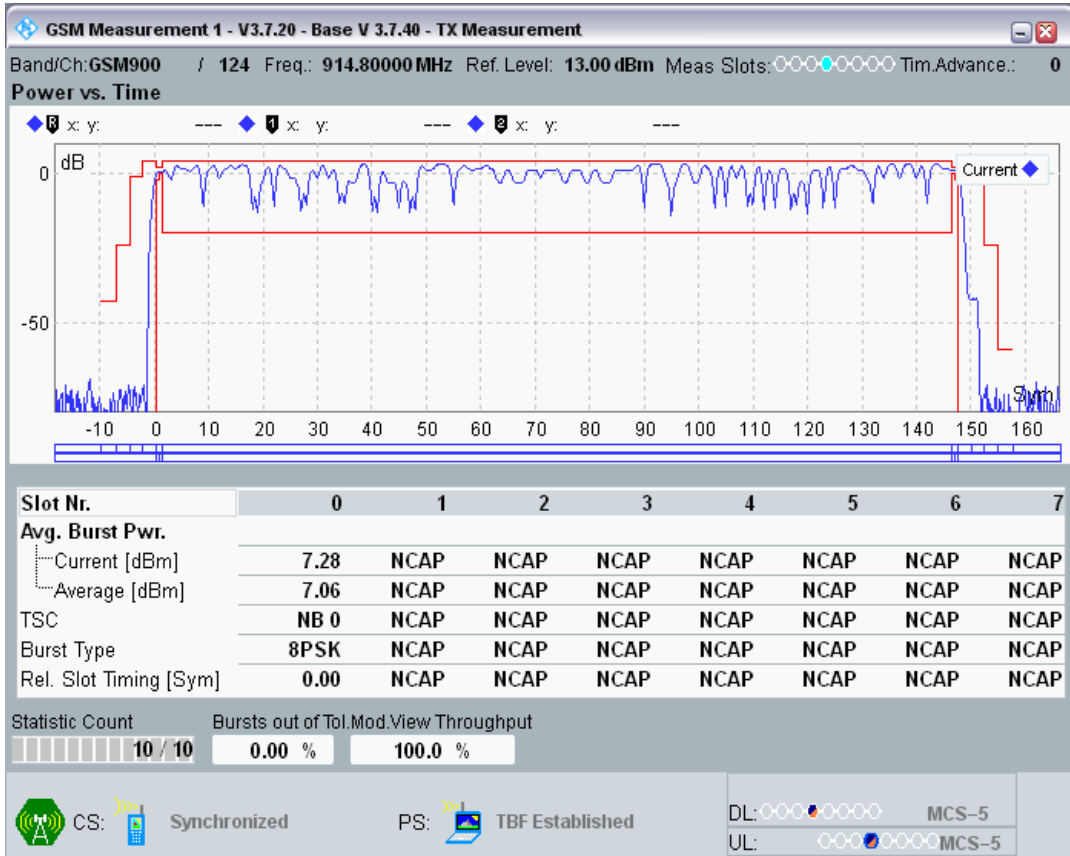 GSM Measurement 1 - V3.7.20 - Base V 3.7.40 - TX Measurement
Band/Ch:GSM900 / 124 Freq.: 914.80000 MHz Ref. Level: 13.00 dBm Meas Slots: Tim.Advance.: 0
Power vs. Time
R x: y: --- 1 x: y: --- 2 x: y: ---
dB
Current
0
-50
Sym
-10 0 10 20 30 40 50 60 70 80 90 100 110 120 130 140 150 160
Slot Nr. 0 1 2 3 4 5 6 7
Avg. Burst Pwr.
Current [dBm] 7.28 NCAP NCAP NCAP NCAP NCAP NCAP NCAP
Average [dBm] 7.06 NCAP NCAP NCAP NCAP NCAP NCAP NCAP
TSC NB 0 NCAP NCAP NCAP NCAP NCAP NCAP NCAP
Burst Type 8PSK NCAP NCAP NCAP NCAP NCAP NCAP NCAP
Rel. Slot Timing [Sym] 0.00 NCAP NCAP NCAP NCAP NCAP NCAP NCAP
Statistic Count Bursts out of Tol.Mod.View Throughput
10 / 10 0.00 % 100.0 %
CS: Synchronized PS: TBF Established DL: MCS-5
UL: MCS-5